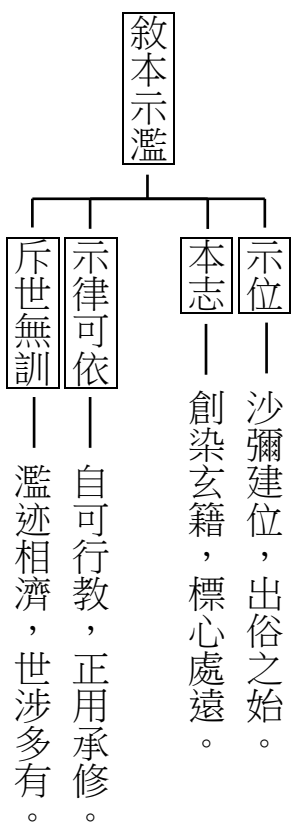 敘本示濫
示位
沙彌建位，出俗之始。
本志
創染玄籍，標心處遠。
示律可依
自可行教，正用承修。
斥世無訓
濫迹相濟，世涉多有。